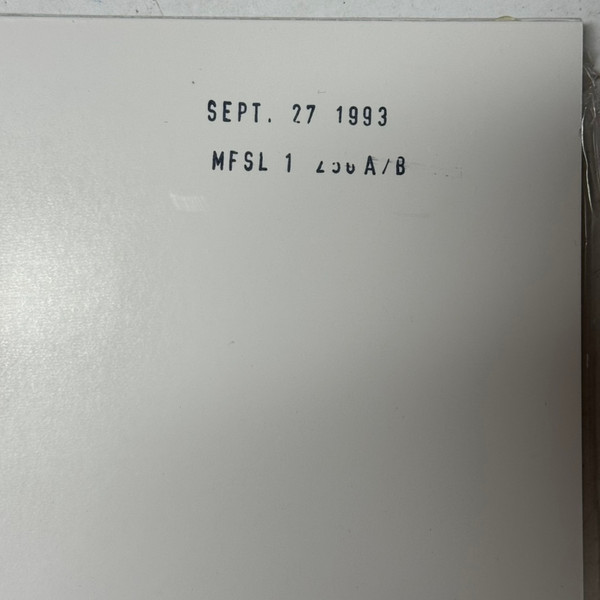 SEPT. 27 1993
MFSL 1 A/B